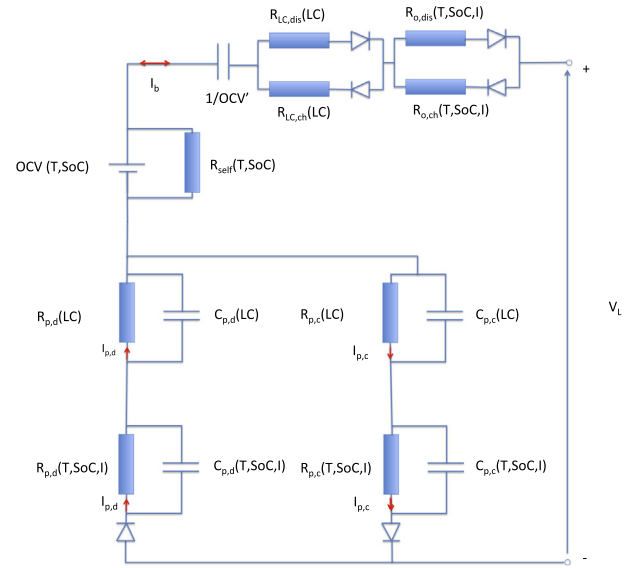 R_LC,dis(LC)
R_o,dis(T,SoC,I)
+
I_b
1/OCV’
R_LC,ch(LC)
R_o,ch(T,SoC,I)
OCV (T,SoC)
R_self(T,SoC)
R_p,d(LC)
C_p,d(LC)
R_p,c(LC)
C_p,c(LC)
V_L
I_p,d
I_p,c
R_p,d(T,SoC,I)
C_p,d(T,SoC,I)
R_p,c(T,SoC,I)
C_p,c(T,SoC,I)
I_p,d
I_p,c
-